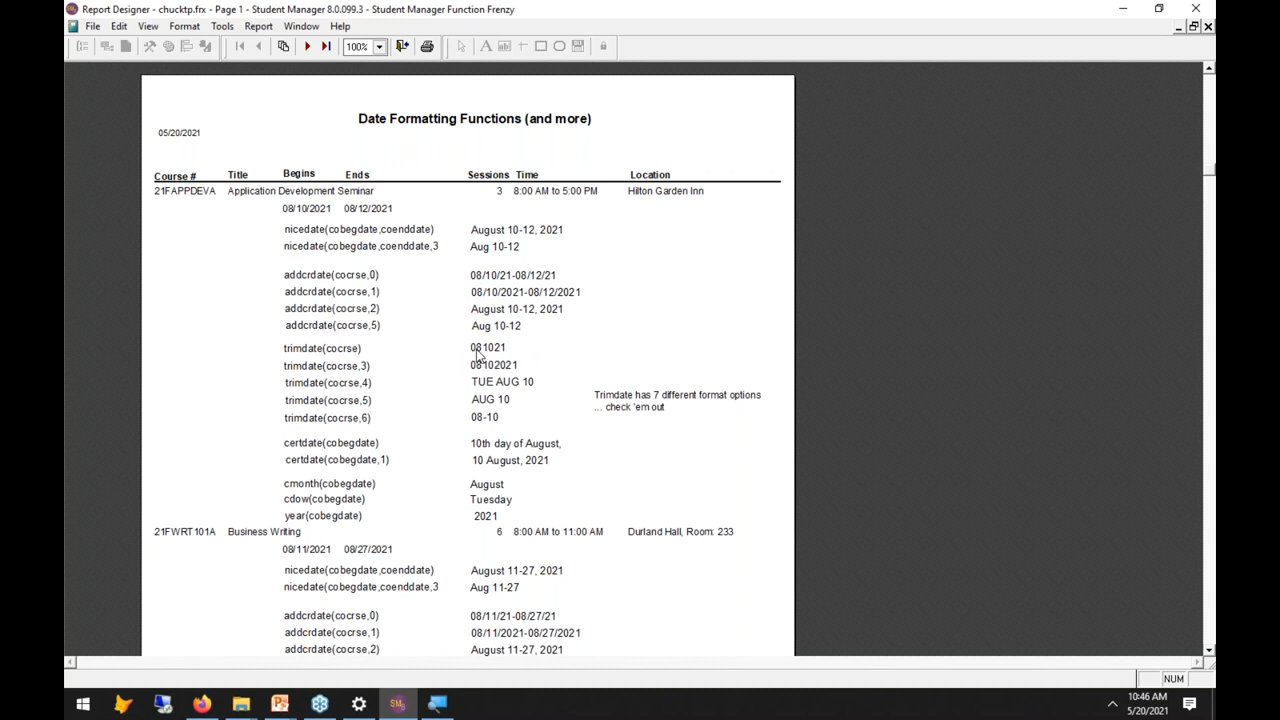 Report Designer - chucktp.frx - Page 1 - Student Manager 8.0.099.3 - Student Manager Function Frenzy
File Edit View Format Tools Report Window Help
100%
Date Formatting Functions (and more)
05/20/2021
Course # Title Begins Ends Sessions Time Location
21FAPPDEVA Application Development Seminar 3 8:00 AM to 5:00 PM Hilton Garden Inn
08/10/2021 08/12/2021
nicedate(cobegdate,coenddate) August 10-12, 2021
nicedate(cobegdate,coenddate,3 Aug 10-12
addcrdate(cocrse,0) 08/10/21-08/12/21
addcrdate(cocrse,1) 08/10/2021-08/12/2021
addcrdate(cocrse,2) August 10-12, 2021
addcrdate(cocrse,5) Aug 10-12
trimdate(cocrse) 081021
trimdate(cocrse,3) 08102021
trimdate(cocrse,4) TUE AUG 10
trimdate(cocrse,5) AUG 10
Trimdate has 7 different format options
... check 'em out
trimdate(cocrse,6) 08-10
certdate(cobegdate) 10th day of August,
certdate(cobegdate,1) 10 August, 2021
cmonth(cobegdate) August
cdow(cobegdate) Tuesday
year(cobegdate) 2021
21FWRT101A Business Writing 6 8:00 AM to 11:00 AM Durland Hall, Room: 233
08/11/2021 08/27/2021
nicedate(cobegdate,coenddate) August 11-27, 2021
nicedate(cobegdate,coenddate,3 Aug 11-27
addcrdate(cocrse,0) 08/11/21-08/27/21
addcrdate(cocrse,1) 08/11/2021-08/27/2021
addcrdate(cocrse,2) August 11-27, 2021
NUM
10:46 AM
5/20/2021